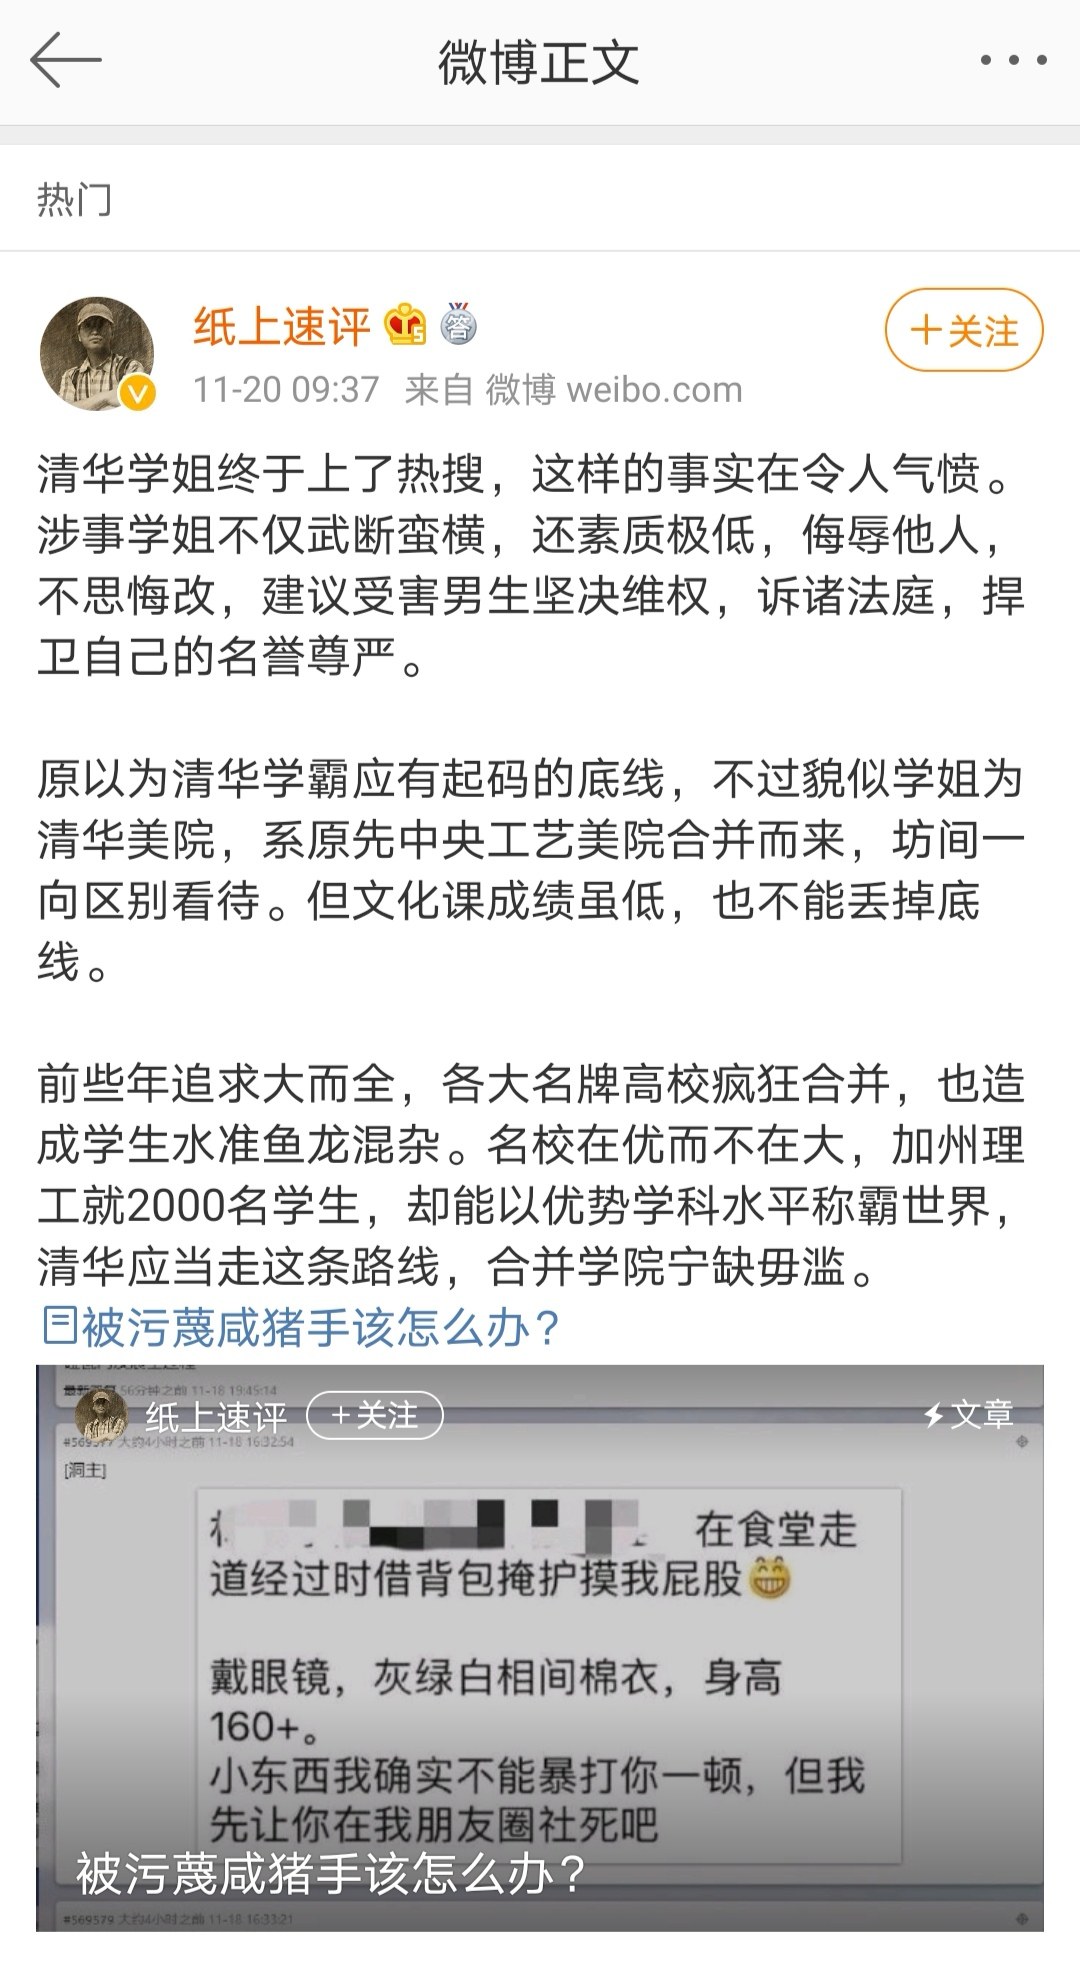 微博正文
热门
纸上速评
答
+关注
11-20 09:37 来自 微博 weibo.com
清华学姐终于上了热搜，这样的事实在令人气愤。
涉事学姐不仅武断蛮横，还素质极低，侮辱他人，
不思悔改，建议受害男生坚决维权，诉诸法庭，捍
卫自己的名誉尊严。
原以为清华学霸应有起码的底线，不过貌似学姐为
清华美院，系原先中央工艺美院合并而来，坊间一
向区别看待。但文化课成绩虽低，也不能丢掉底
线。
前些年追求大而全，各大名牌高校疯狂合并，也造
成学生水准鱼龙混杂。名校在优而不在大，加州理
工就2000名学生，却能以优势学科水平称霸世界，
清华应当走这条路线，合并学院宁缺毋滥。
被污蔑咸猪手该怎么办？
56分钟之前 11-18 19:45:14
纸上速评
+关注
文章
大约4小时之前 11-18 16:32:54
[洞主]
在食堂走
道经过时借背包掩护摸我屁股
戴眼镜，灰绿白相间棉衣，身高
160+。
小东西我确实不能暴打你一顿，但我
先让你在我朋友圈社死吧
被污蔑咸猪手该怎么办？
#569579 大约4小时之前 11-18 16:33:21